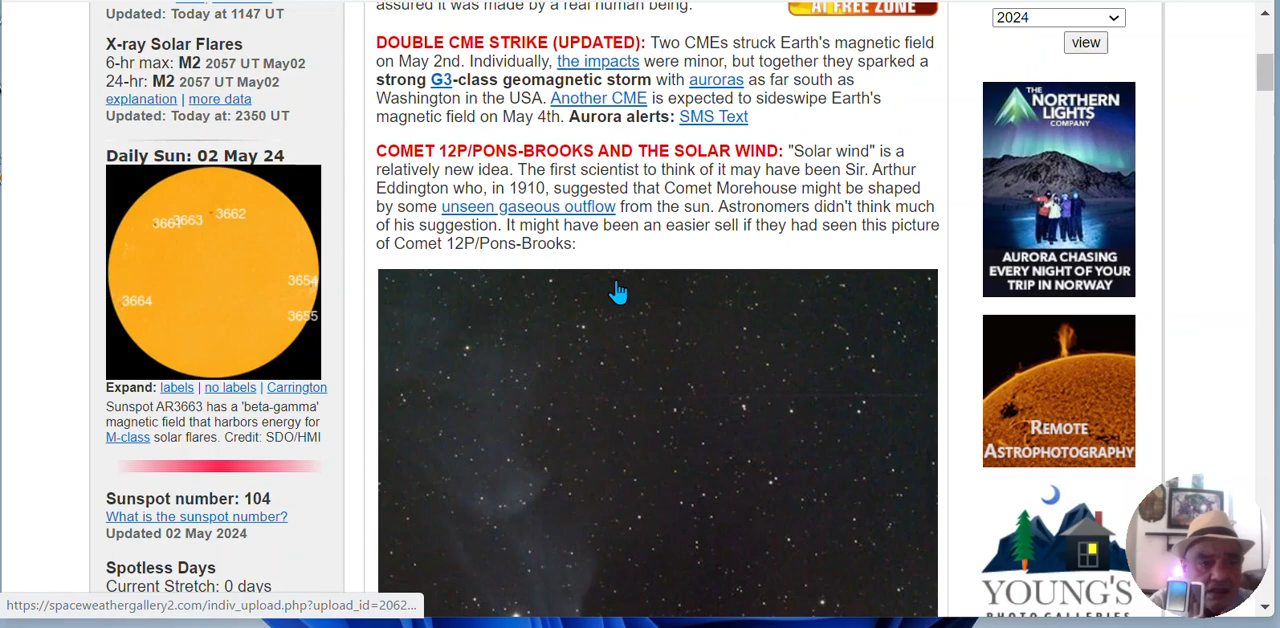 Updated: Today at 1147 UT
X-ray Solar Flares
6-hr max: M2 2057 UT May02
24-hr: M2 2057 UT May02
explanation | more data
Updated: Today at: 2350 UT
Daily Sun: 02 May 24
3662
3663
3654
3664
3655
Expand: labels | no labels | Carrington
Sunspot AR3663 has a 'beta-gamma'
magnetic field that harbors energy for
M-class solar flares. Credit: SDO/HMI
Sunspot number: 104
What is the sunspot number?
Updated 02 May 2024
Spotless Days
Current Stretch: 0 days
https://spaceweathergallery2.com/indiv_upload.php?upload_id=2062...
assured it was made by a real human being.
AT FREE ZONE
DOUBLE CME STRIKE (UPDATED): Two CMEs struck Earth's magnetic field
on May 2nd. Individually, the impacts were minor, but together they sparked a
strong G3-class geomagnetic storm with auroras as far south as
Washington in the USA. Another CME is expected to sideswipe Earth's
magnetic field on May 4th. Aurora alerts: SMS Text
COMET 12P/PONS-BROOKS AND THE SOLAR WIND: "Solar wind" is a
relatively new idea. The first scientist to think of it may have been Sir. Arthur
Eddington who, in 1910, suggested that Comet Morehouse might be shaped
by some unseen gaseous outflow from the sun. Astronomers didn't think much
of his suggestion. It might have been an easier sell if they had seen this picture
of Comet 12P/Pons-Brooks:
2024
view
THE
NORTHERN
LIGHTS
COMPANY
AURORA CHASING
EVERY NIGHT OF YOUR
TRIP IN NORWAY
REMOTE
ASTROPHOTOGRAPHY
YOUNG'S
PHOTO GALLERIES